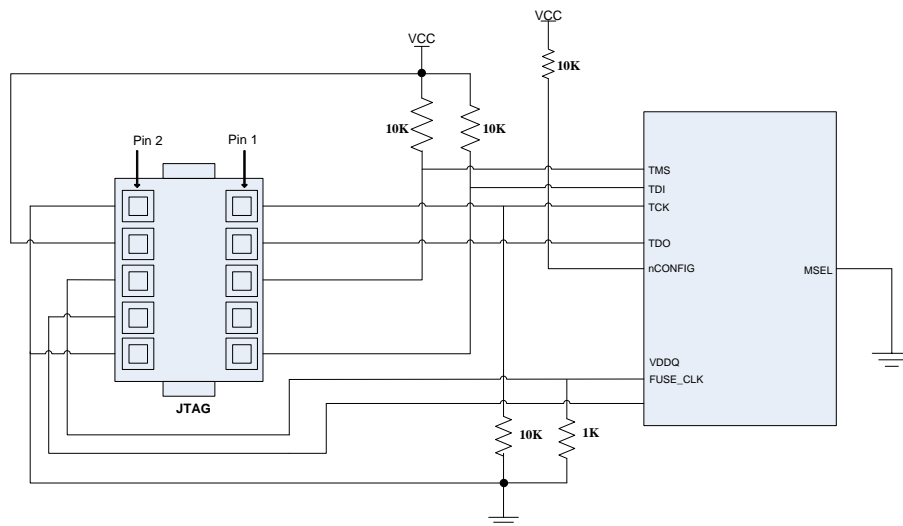 VCC
VCC
10K
10K
10K
Pin 2
Pin 1
TMS
TDI
TCK
TDO
nCONFIG
MSEL
VDDQ
FUSE_CLK
JTAG
10K
1K